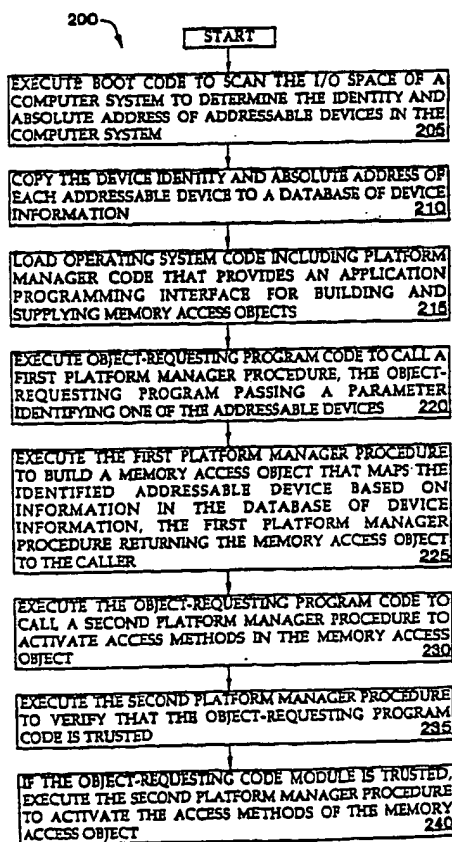 200
START
EXECUTE BOOT CODE TO SCAN THE I/O SPACE OF A
COMPUTER SYSTEM TO DETERMINE THE IDENTITY AND
ABSOLUTE ADDRESS OF ADDRESSABLE DEVICES IN THE
COMPUTER SYSTEM 205
COPY THE DEVICE IDENTITY AND ABSOLUTE ADDRESS OF
EACH ADDRESSABLE DEVICE TO A DATABASE OF DEVICE
INFORMATION 210
LOAD OPERATING SYSTEM CODE INCLUDING PLATFORM
MANAGER CODE THAT PROVIDES AN APPLICATION
PROGRAMMING INTERFACE FOR BUILDING AND
SUPPLYING MEMORY ACCESS OBJECTS 215
EXECUTE OBJECT-REQUESTING PROGRAM CODE TO CALL A
FIRST PLATFORM MANAGER PROCEDURE, THE OBJECT-
REQUESTING PROGRAM PASSING A PARAMETER
IDENTIFYING ONE OF THE ADDRESSABLE DEVICES 220
EXECUTE THE FIRST PLATFORM MANAGER PROCEDURE
TO BUILD A MEMORY ACCESS OBJECT THAT MAPS THE
IDENTIFIED ADDRESSABLE DEVICE BASED ON
INFORMATION IN THE DATABASE OF DEVICE
INFORMATION, THE FIRST PLATFORM MANAGER
PROCEDURE RETURNING THE MEMORY ACCESS OBJECT
TO THE CALLER 225
EXECUTE THE OBJECT-REQUESTING PROGRAM CODE TO
CALL A SECOND PLATFORM MANAGER PROCEDURE TO
ACTIVATE ACCESS METHODS IN THE MEMORY ACCESS
OBJECT 230
EXECUTE THE SECOND PLATFORM MANAGER PROCEDURE
TO VERIFY THAT THE OBJECT-REQUESTING PROGRAM
CODE IS TRUSTED 235
IF THE OBJECT-REQUESTING CODE MODULE IS TRUSTED,
EXECUTE THE SECOND PLATFORM MANAGER PROCEDURE
TO ACTIVATE THE ACCESS METHODS OF THE MEMORY
ACCESS OBJECT 240